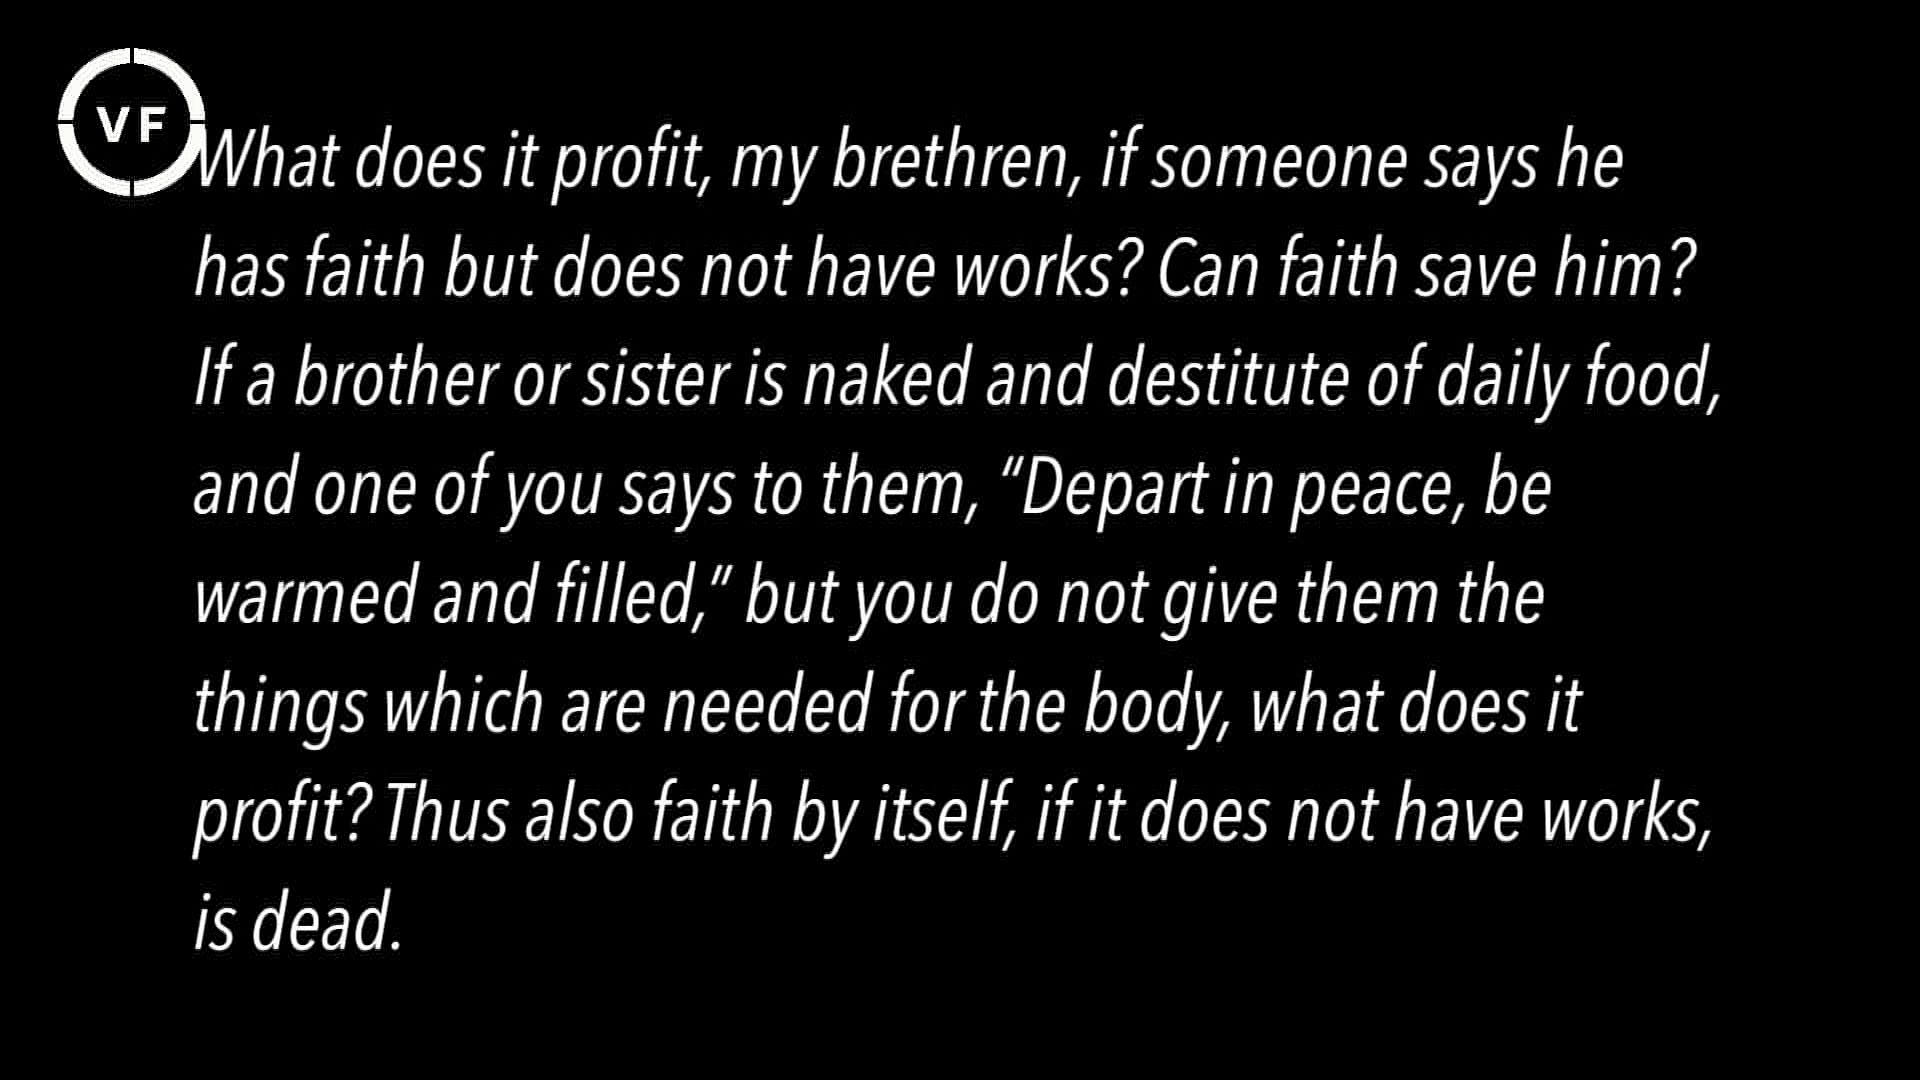 VF
What does it profit, my brethren, if someone says he
has faith but does not have works? Can faith save him?
If a brother or sister is naked and destitute of daily food,
and one of you says to them, “Depart in peace, be
warmed and filled,” but you do not give them the
things which are needed for the body, what does it
profit? Thus also faith by itself, if it does not have works,
is dead.